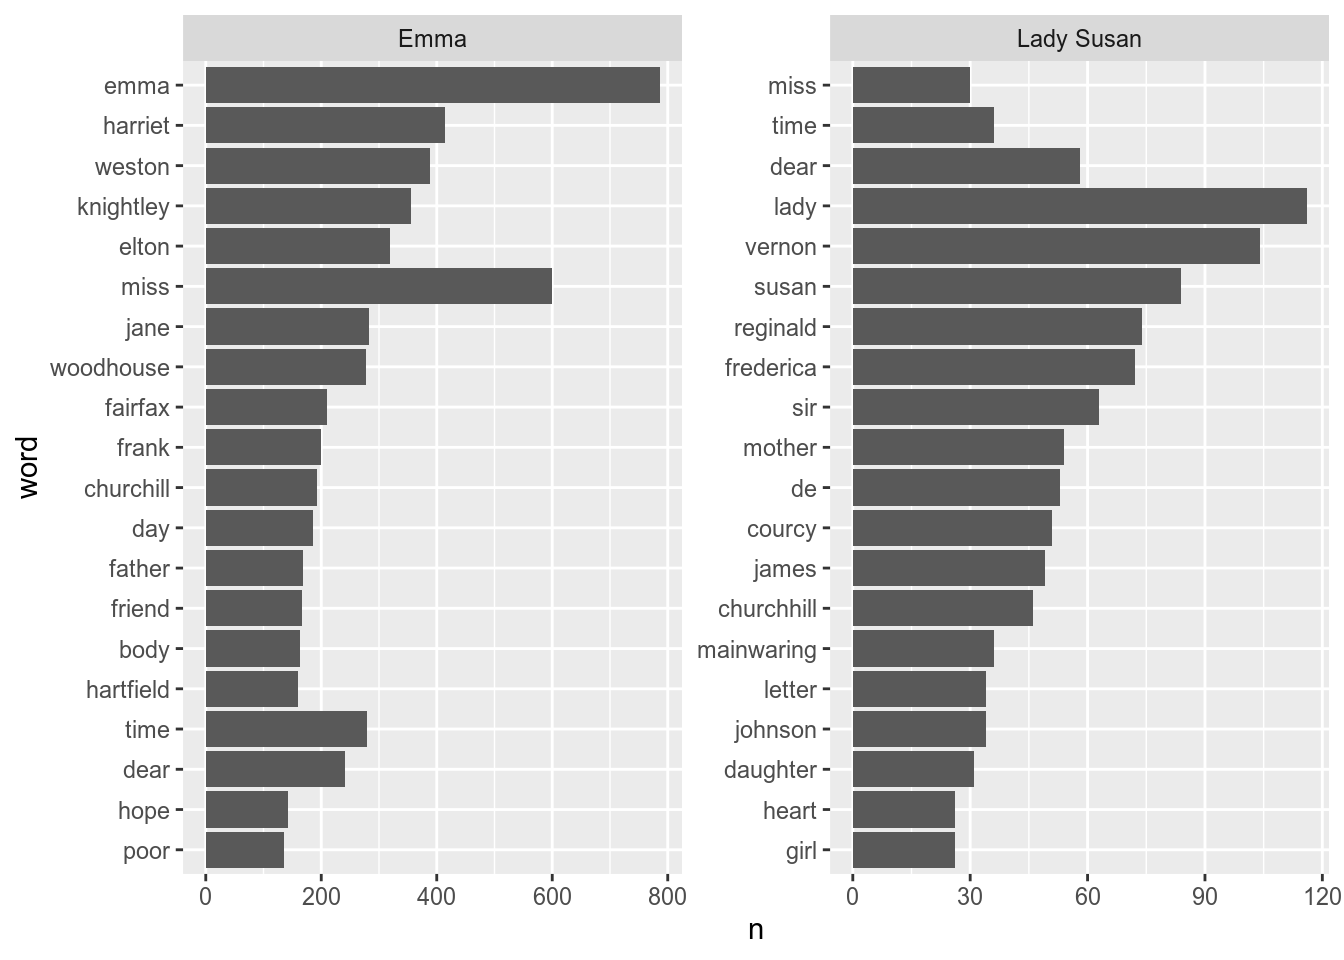 Emma
Lady Susan
word
emma
harriet
weston
knightley
elton
miss
jane
woodhouse
fairfax
frank
churchill
day
father
friend
body
hartfield
time
dear
hope
poor
0 200 400 600 800
miss
time
dear
lady
vernon
susan
reginald
frederica
sir
mother
de
courcy
james
churchhill
mainwaring
letter
johnson
daughter
heart
girl
0 30 60 90 120
n